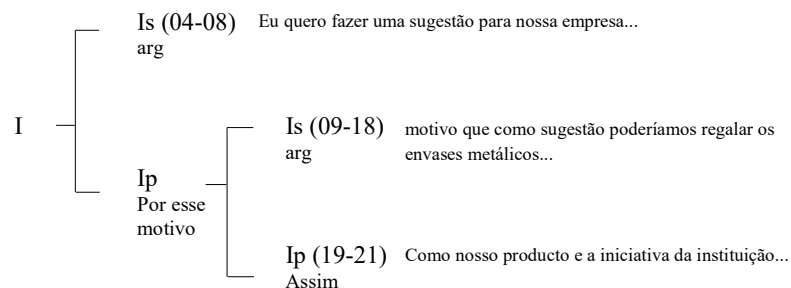 Is (04-08) Eu quero fazer uma sugestão para nossa empresa...
arg
I
Is (09-18) motivo que como sugestão poderíamos regalar os
arg envases metálicos...
Ip
Por esse
motivo
Ip (19-21) Como nosso producto e a iniciativa da instituição...
Assim